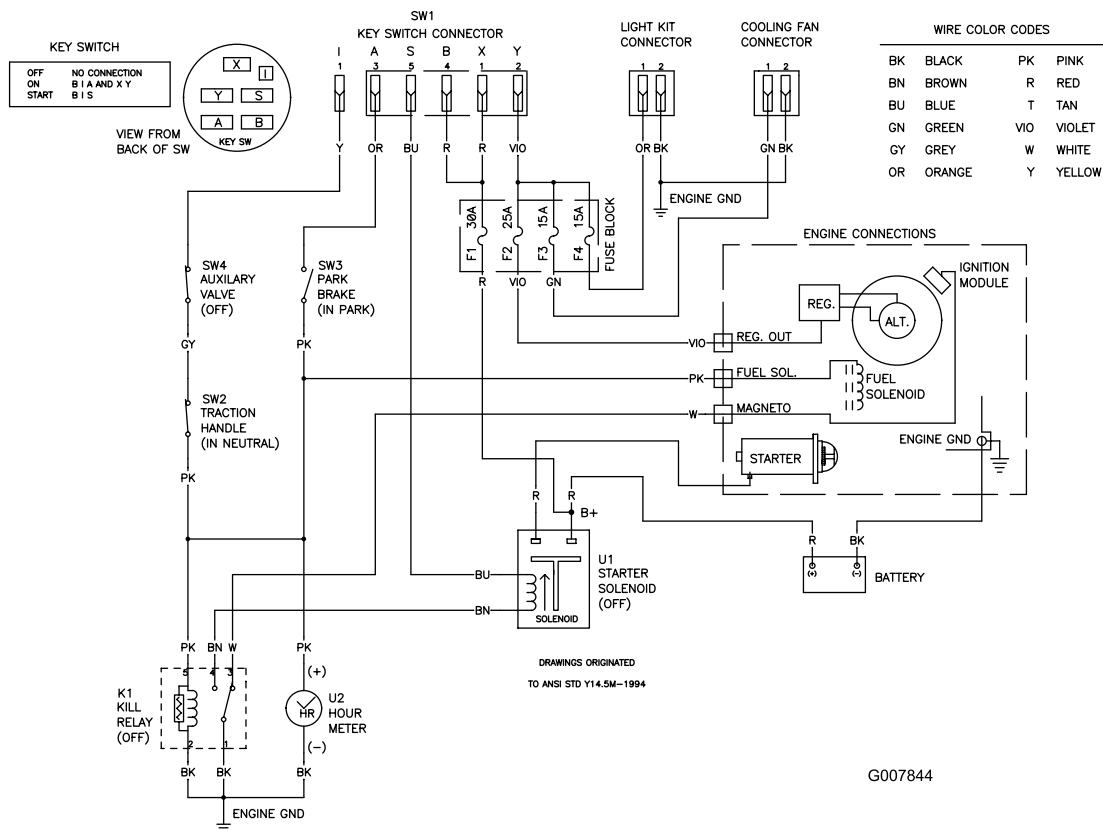 KEY SWITCH
OFF NO CONNECTION
ON B I A AND X Y
START B I S
X
I
Y S
A B
KEY SW
VIEW FROM
BACK OF SW
SW1
KEY SWITCH CONNECTOR
I A S B X Y
1 3 5 4 1 2
Y OR BU R R VIO
LIGHT KIT
CONNECTOR
1 2
OR BK
COOLING FAN
CONNECTOR
1 2
GN BK
ENGINE GND
WIRE COLOR CODES
BK BLACK PK PINK
BN BROWN R RED
BU BLUE T TAN
GN GREEN VIO VIOLET
GY GREY W WHITE
OR ORANGE Y YELLOW
F1 30A
F2 25A
F3 15A
F4 15A
FUSE BLOCK
R VIO GN
SW4
AUXILARY
VALVE
(OFF)
GY
SW3
PARK
BRAKE
(IN PARK)
PK
SW2
TRACTION
HANDLE
(IN NEUTRAL)
PK
ENGINE CONNECTIONS
IGNITION
MODULE
REG.
ALT.
VIO REG. OUT
PK FUEL SOL.
FUEL
SOLENOID
W MAGNETO
STARTER
ENGINE GND
R R
B+
U1
STARTER
SOLENOID
(OFF)
BU
BN
SOLENOID
R BK
(+) (−)
BATTERY
DRAWINGS ORIGINATED
TO ANSI STD Y14.5M-1994
PK BN W PK
5 4 3
K1
KILL
RELAY
(OFF)
2 1
(+)
HR
U2
HOUR
METER
(−)
BK BK BK
ENGINE GND
G007844